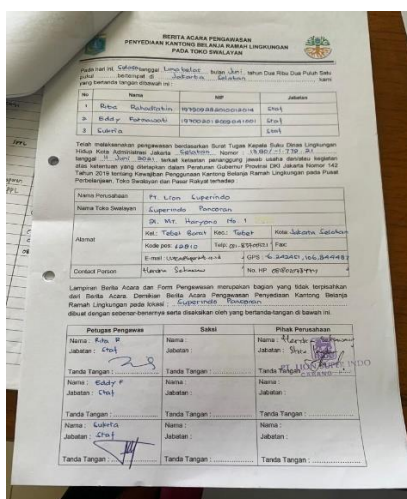 BERITA ACARA PENGAWASAN
PENYEDIAAN KANTONG BELANJA RAMAH LINGKUNGAN
PADA TOKO SWALAYAN
Pada hari ini, Selasa tanggal Lima belas bulan Juni, tahun Dua Ribu Dua Puluh Satu
pukul bertempat di Jakarta Selatan kami
yang bertanda tangan dibawah ini :
No Nama NIP Jabatan
1 Staf
2 Eddy Staf
3 Sukrta Staf
Telah melaksanakan pengawasan berdasarkan Surat Tugas Kepala Suku Dinas Lingkungan
Hidup Kota Administrasi Jakarta Selatan Nomor :
tanggal 11 Juni 2021, terkait ketaatan penanggung jawab usaha dan/atau kegiatan
atas ketentuan yang ditetapkan dalam Peraturan Gubernur Provinsi DKI Jakarta Nomor 142
Tahun 2019 tentang Kewajiban Penggunaan Kantong Belanja Ramah Lingkungan pada Pusat
Perbelanjaan, Toko Swalayan dan Pasar Rakyat terhadap :
Nama Perusahaan PT. Lion Superindo
Nama Toko Swalayan Superindo Pancoran
Alamat Jl. MT. Haryono No 1
Kel : Tebet Barat Kec : Tebet Kota : Jakarta Selatan
Kode pos : 12810 Telp: Fax:
E-mail : GPS :
Contact Person Hendra No. HP
Lampiran Berita Acara dan Form Pengawasan merupakan bagian yang tidak terpisahkan
dari Berita Acara. Demikian Berita Acara Pengawasan Penyediaan Kantong Belanja
Ramah Lingkungan pada lokasi : Superindo Pancoran
dibuat dengan sebenar-benarnya serta disaksikan oleh yang bertanda-tangan di bawah ini.
Petugas Pengawas Saksi Pihak Perusahaan
Nama : Rita P Nama : Nama :
Jabatan : Staf Jabatan : Jabatan :
Tanda Tangan : Tanda Tangan : Tanda Tangan
Nama : Eddy F Nama : Nama :
Jabatan : Staf Jabatan : Jabatan :
Tanda Tangan : Tanda Tangan : Tanda Tangan :
Nama : Sukrta Nama : Nama :
Jabatan : Staf Jabatan : Jabatan :
Tanda Tangan : Tanda Tangan : Tanda Tangan :